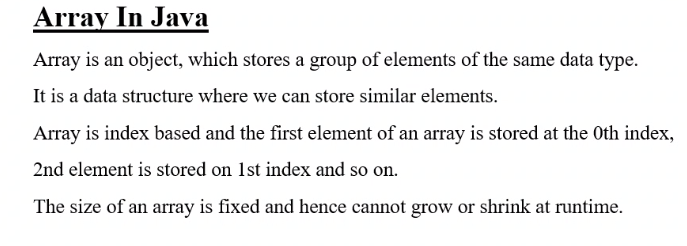 Array In Java
Array is an object, which stores a group of elements of the same data type.
It is a data structure where we can store similar elements.
Array is index based and the first element of an array is stored at the 0th index,
2nd element is stored on 1st index and so on.
The size of an array is fixed and hence cannot grow or shrink at runtime.